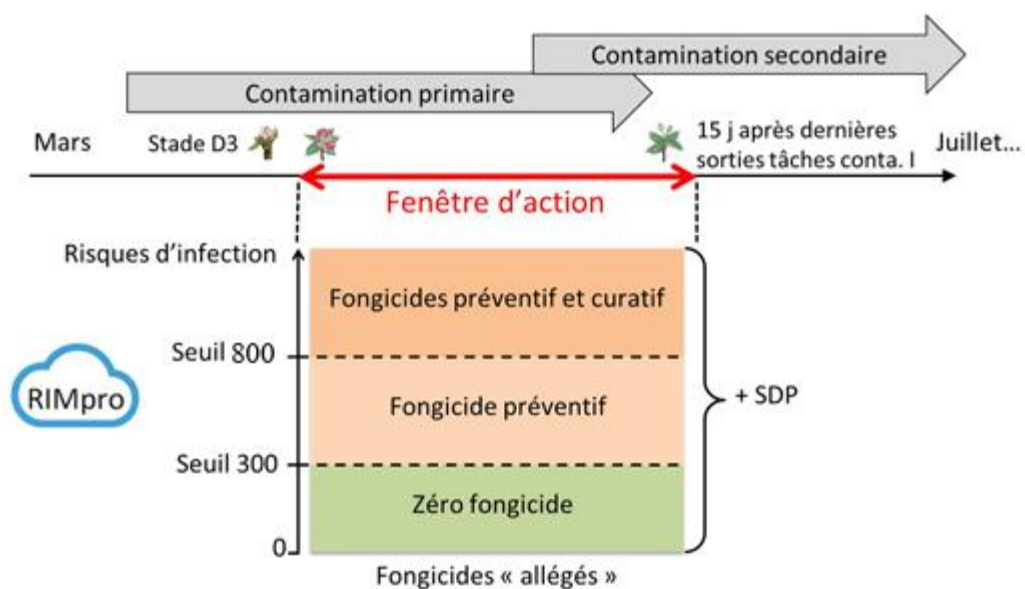 Contamination secondaire
Contamination primaire
Mars
Stade D3
15 j après dernières
sorties tâches conta. I
Juillet...
Fenêtre d'action
Risques d'infection
Fongicides préventif et curatif
Seuil 800
RIMpro
Fongicide préventif
+ SDP
Seuil 300
Zéro fongicide
0
Fongicides « allégés »